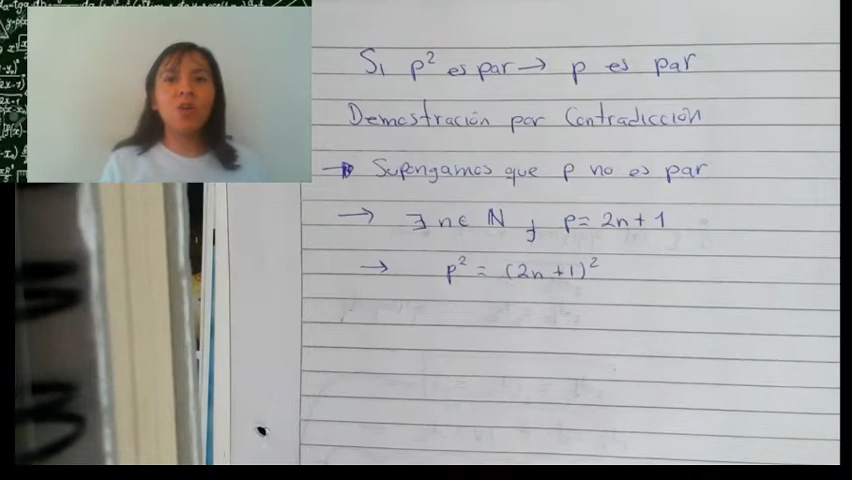 Si p² es par → p es par
Demostración por Contradicción
→ Supongamos que p no es par
→ ∃ n ∈ ℕ ∍ p = 2n + 1
→ p² = (2n + 1)²